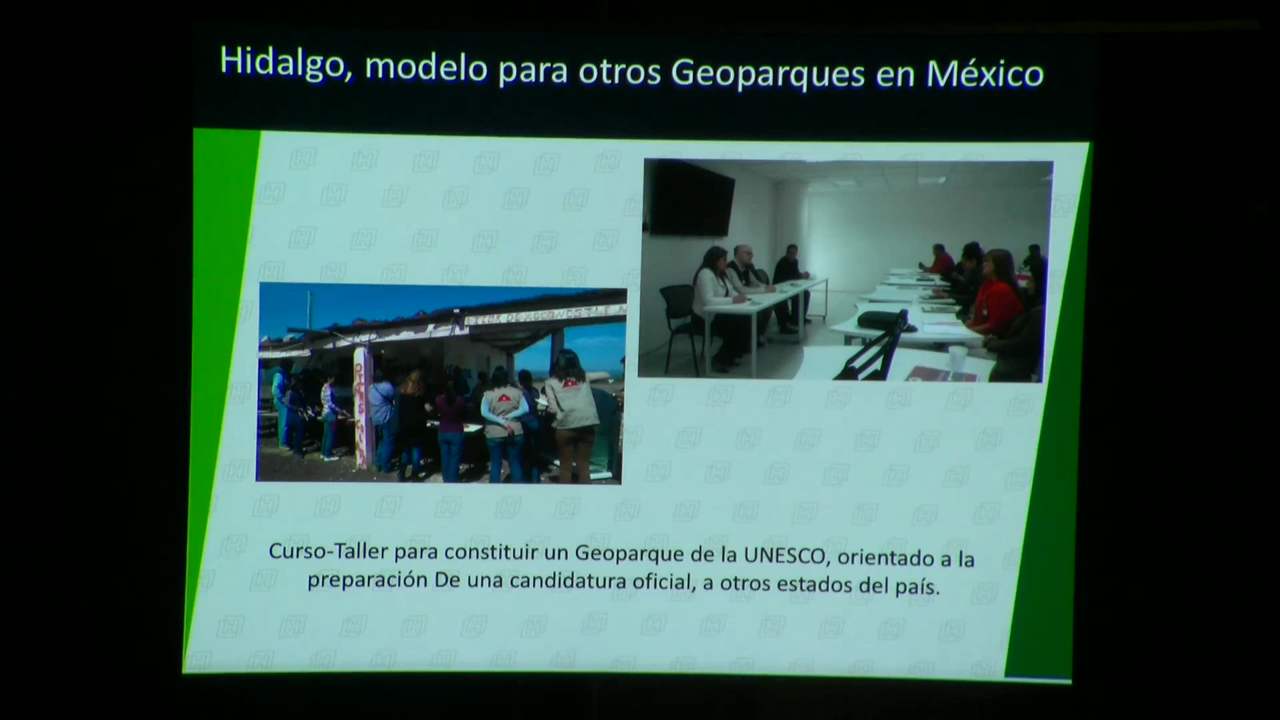 Hidalgo, modelo para otros Geoparques en México
Curso-Taller para constituir un Geoparque de la UNESCO, orientado a la
preparación De una candidatura oficial, a otros estados del país.